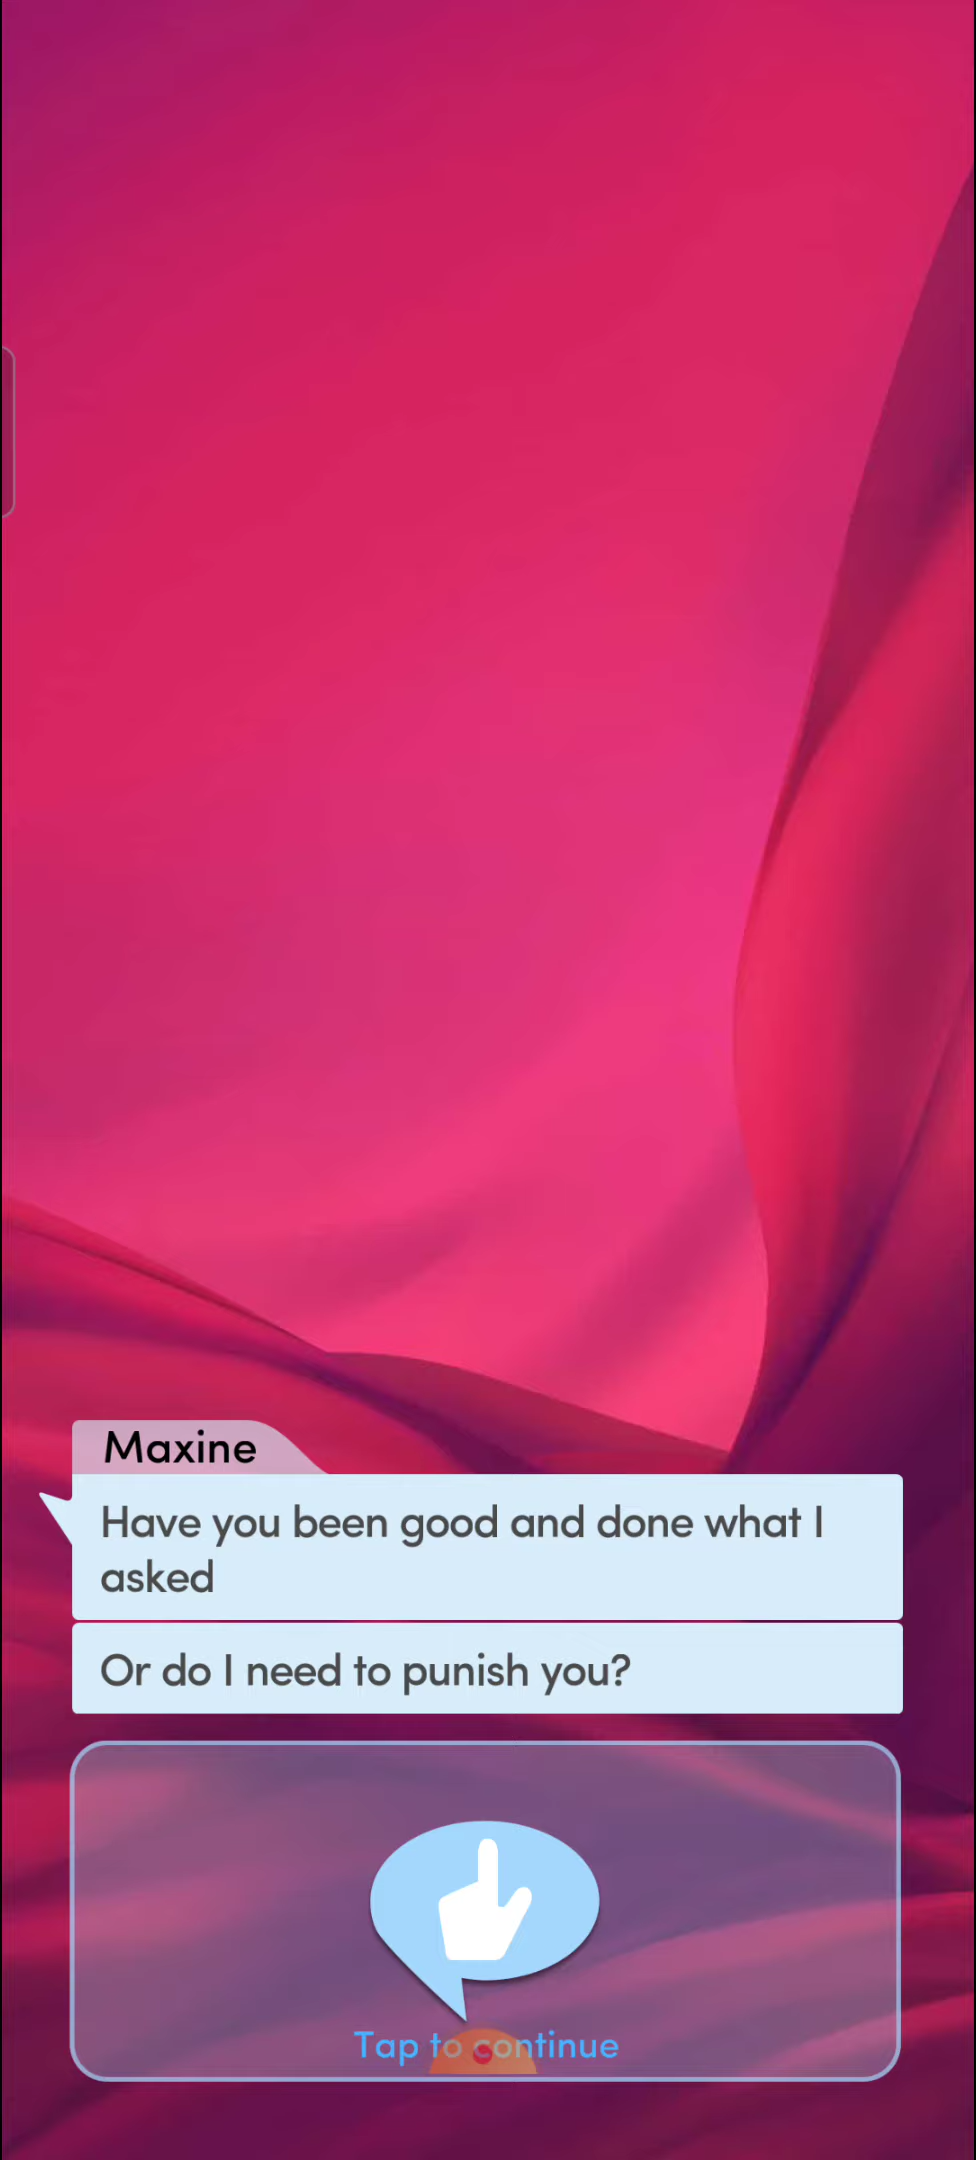 Maxine
Have you been good and done what I
asked
Or do I need to punish you?
Tap to continue